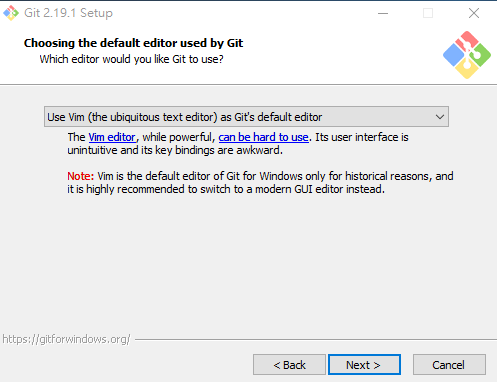 Git 2.19.1 Setup
Choosing the default editor used by Git
Which editor would you like Git to use?
Use Vim (the ubiquitous text editor) as Git's default editor
The Vim editor, while powerful, can be hard to use. Its user interface is
unintuitive and its key bindings are awkward.
Note: Vim is the default editor of Git for Windows only for historical reasons, and
it is highly recommended to switch to a modern GUI editor instead.
https://gitforwindows.org/
< Back Next > Cancel